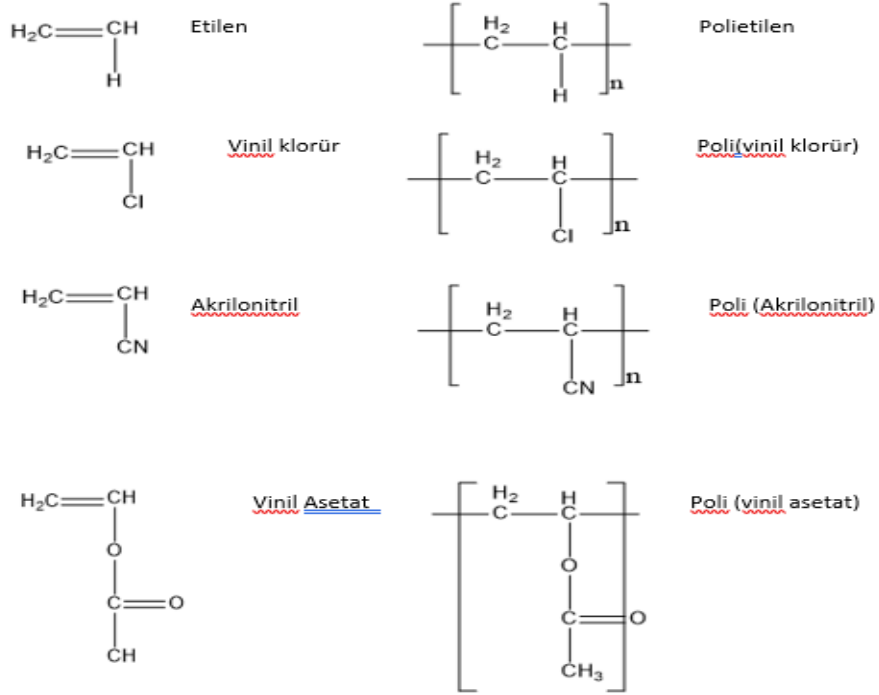 H₂C CH Etilen H₂ C H C H n Polietilen
H
H₂C CH Vinil klorür H₂ C H C Cl n Poli(vinil klorür)
Cl
H₂C CH Akrilonitril H₂ C H C CN n Poli (Akrilonitril)
CN
H₂C CH Vinil Asetat H₂ C H C Poli (vinil asetat)
O O
C O C O
CH CH₃